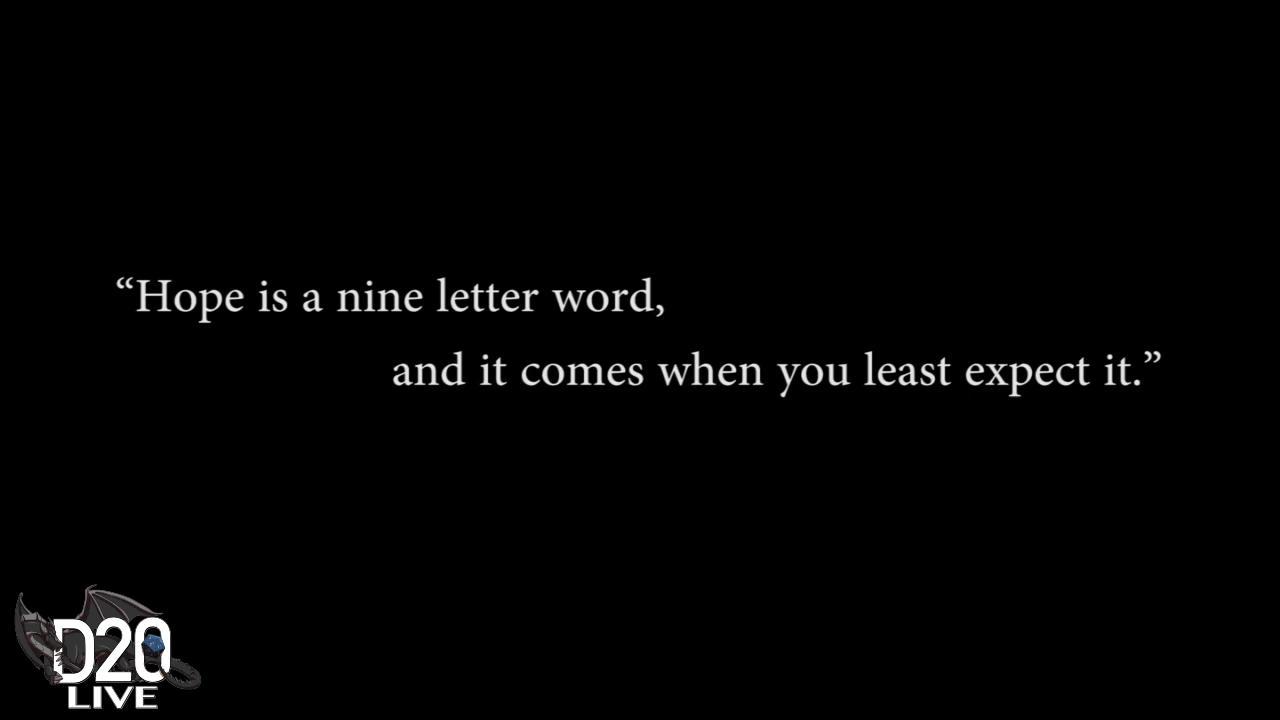 “Hope is a nine letter word,
and it comes when you least expect it.”
D20
LIVE